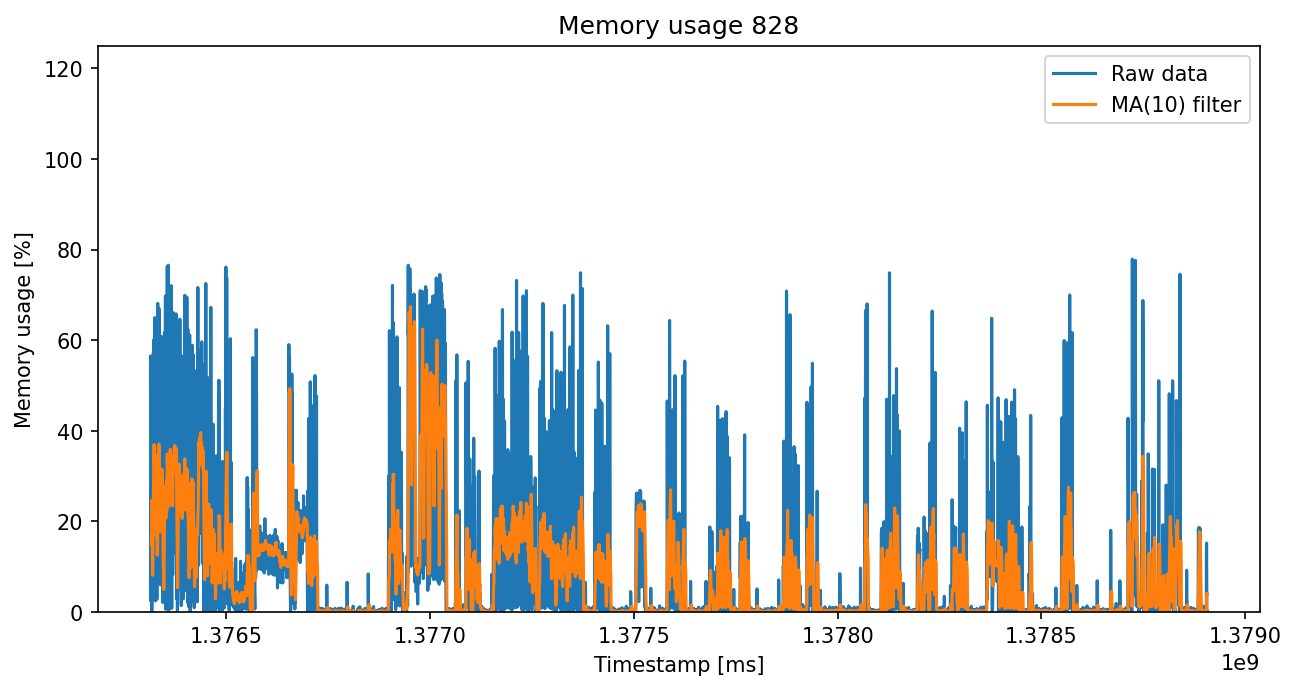 Memory usage 828
Raw data
MA(10) filter
Memory usage [%]
120
100
80
60
40
20
0
1.3765 1.3770 1.3775 1.3780 1.3785 1.3790
1e9
Timestamp [ms]